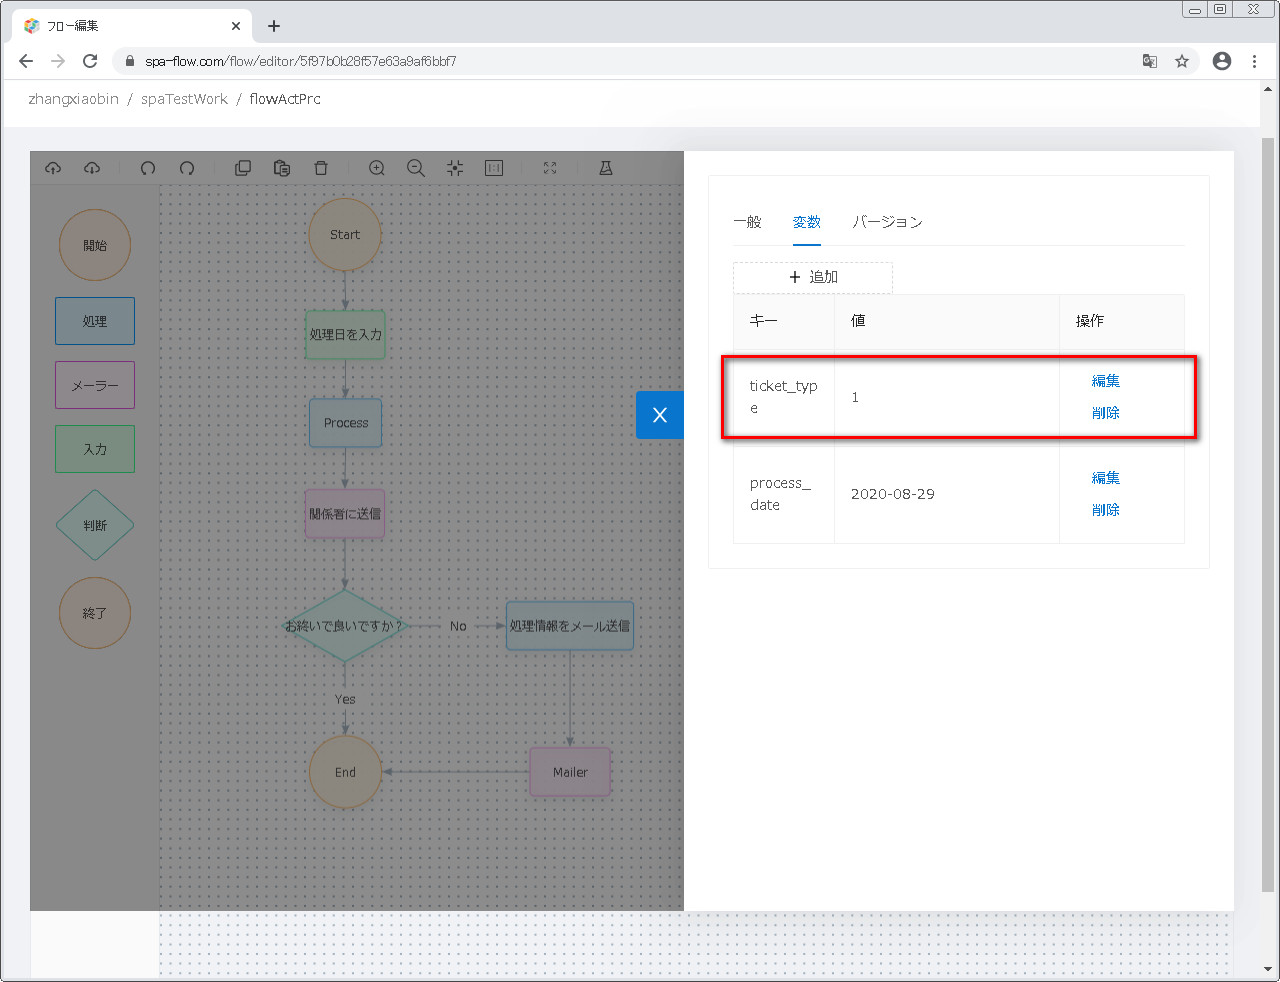 フロー編集
spa-flow.com/flow/editor/5f97b0b28f57e63a9af6bbf7
zhangxiaobin / spaTestWork / flowActPrc
開始
処理
メーラー
入力
判断
終了
Start
処理日を入力
Process
関係者に送信
お終いで良いですか？
No
処理情報をメール送信
Yes
End
Mailer
一般 変数 バージョン
+ 追加
キー 値 操作
ticket_typ
e
1
編集
削除
process_
date
2020-08-29
編集
削除